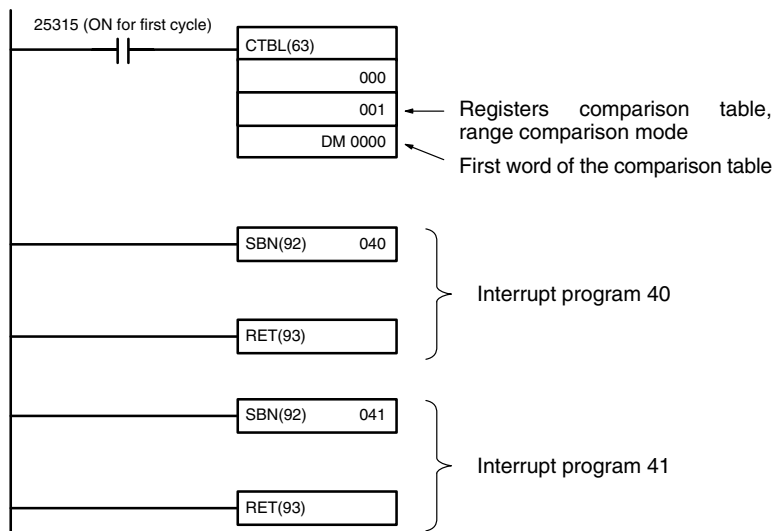 25315 (ON for first cycle)
CTBL(63)
000
001
DM 0000
Registers comparison table,
range comparison mode
First word of the comparison table
SBN(92) 040
Interrupt program 40
RET(93)
SBN(92) 041
Interrupt program 41
RET(93)